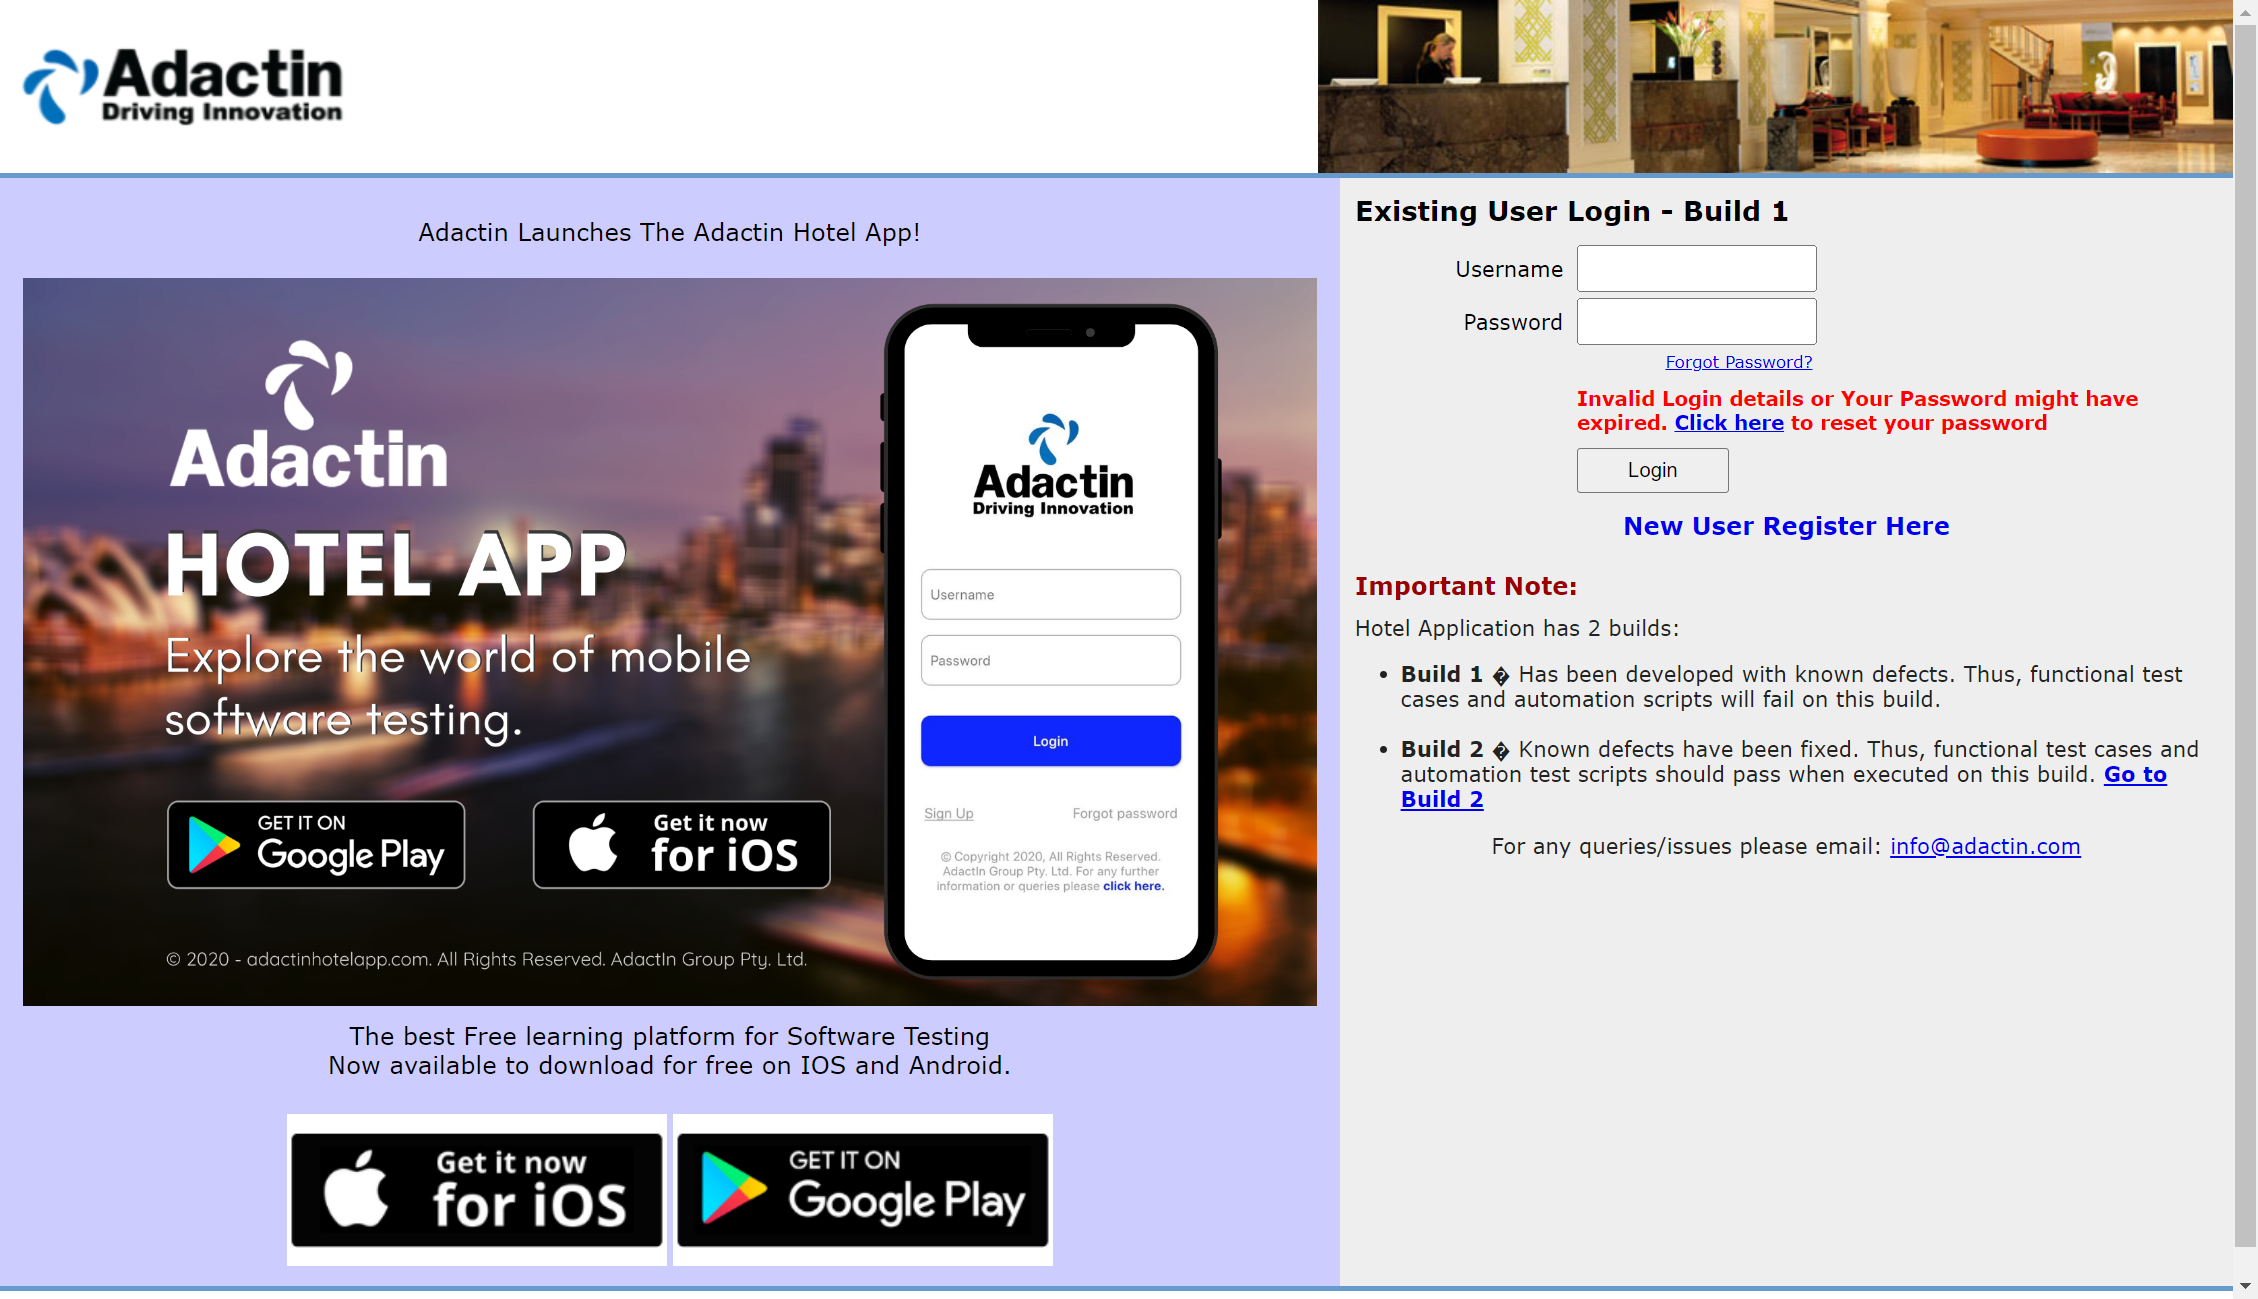 Adactin
Driving Innovation
Adactin Launches The Adactin Hotel App!
Adactin
HOTEL APP
Explore the world of mobile
software testing.
GET IT ON
Google Play
Get it now
for iOS
© 2020 - adactinhotelapp.com. All Rights Reserved. AdactIn Group Pty. Ltd.
Adactin
Driving Innovation
Username
Password
Login
Sign Up
Forgot password
© Copyright 2020, All Rights Reserved.
AdactIn Group Pty. Ltd. For any further
information or queries please click here.
The best Free learning platform for Software Testing
Now available to download for free on IOS and Android.
Get it now
for iOS
GET IT ON
Google Play
Existing User Login - Build 1
Username
Password
Forgot Password?
Invalid Login details or Your Password might have
expired. Click here to reset your password
Login
New User Register Here
Important Note:
Hotel Application has 2 builds:
• Build 1 � Has been developed with known defects. Thus, functional test
cases and automation scripts will fail on this build.
• Build 2 � Known defects have been fixed. Thus, functional test cases and
automation test scripts should pass when executed on this build. Go to
Build 2
For any queries/issues please email: info@adactin.com